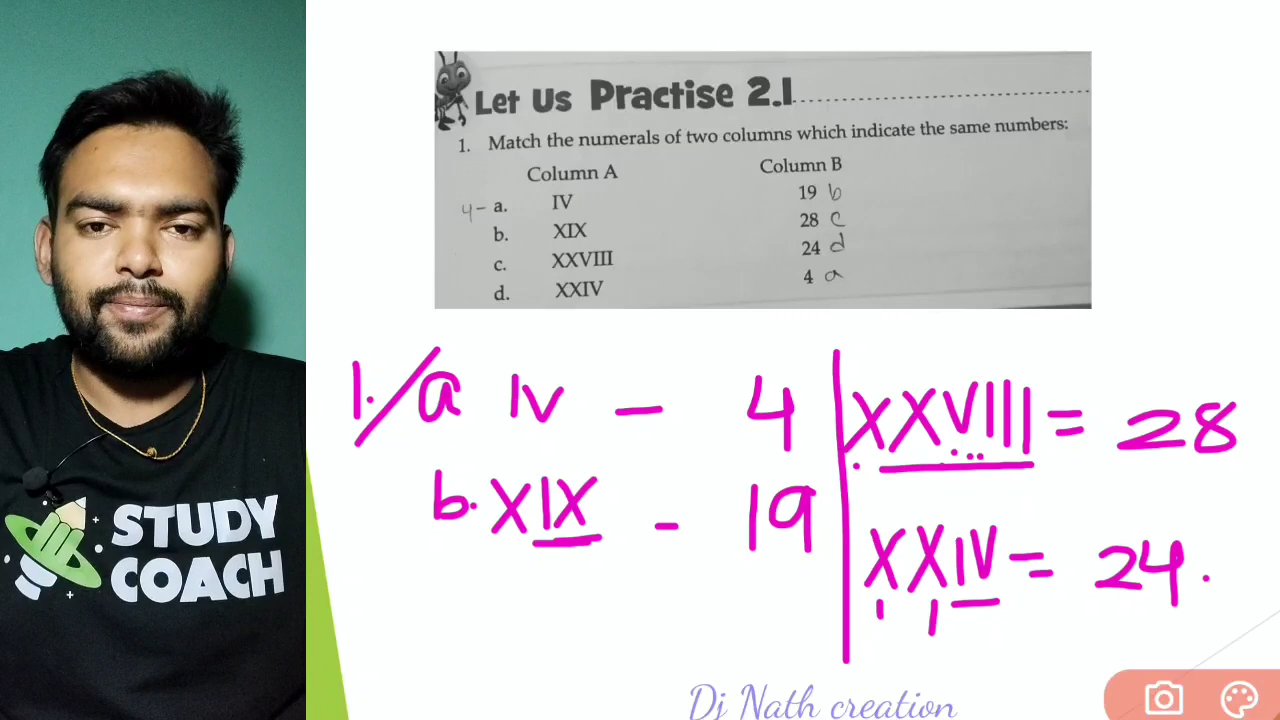 Let Us Practise 2.1
1. Match the numerals of two columns which indicate the same numbers:
Column A Column B
4- a. IV 19 b
b. XIX 28 c
c. XXVIII 24 d
d. XXIV 4 a
1./a IV - 4
b. XIX - 19
XXVIII = 28
XXIV = 24.
STUDY
COACH
Dj Nath creation